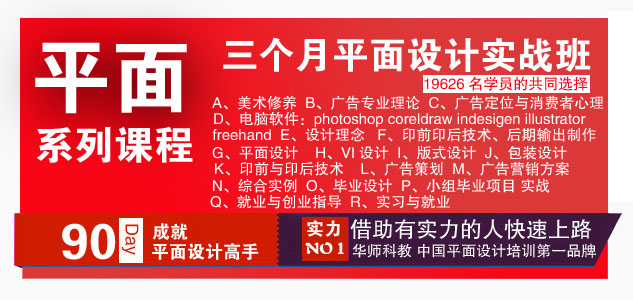 平面
系列课程
三个月平面设计实战班
19626 名学员的共同选择
A、美术修养 B、广告专业理论 C、广告定位与消费者心理
D、电脑软件：photoshop coreldraw indesigen illustrator
freehand E、设计理念 F、印前印后技术、后期输出制作
G、平面设计 H、VI 设计 I、版式设计 J、包装设计
K、印前与印后技术 L、广告策划 M、广告营销方案
N、综合实例 O、毕业设计 P、小组毕业项目 实战
Q、就业与创业指导 R、实习与就业
90 Day
成就
平面设计高手
实力
NO 1
借助有实力的人快速上路
华师科教 中国平面设计培训第一品牌